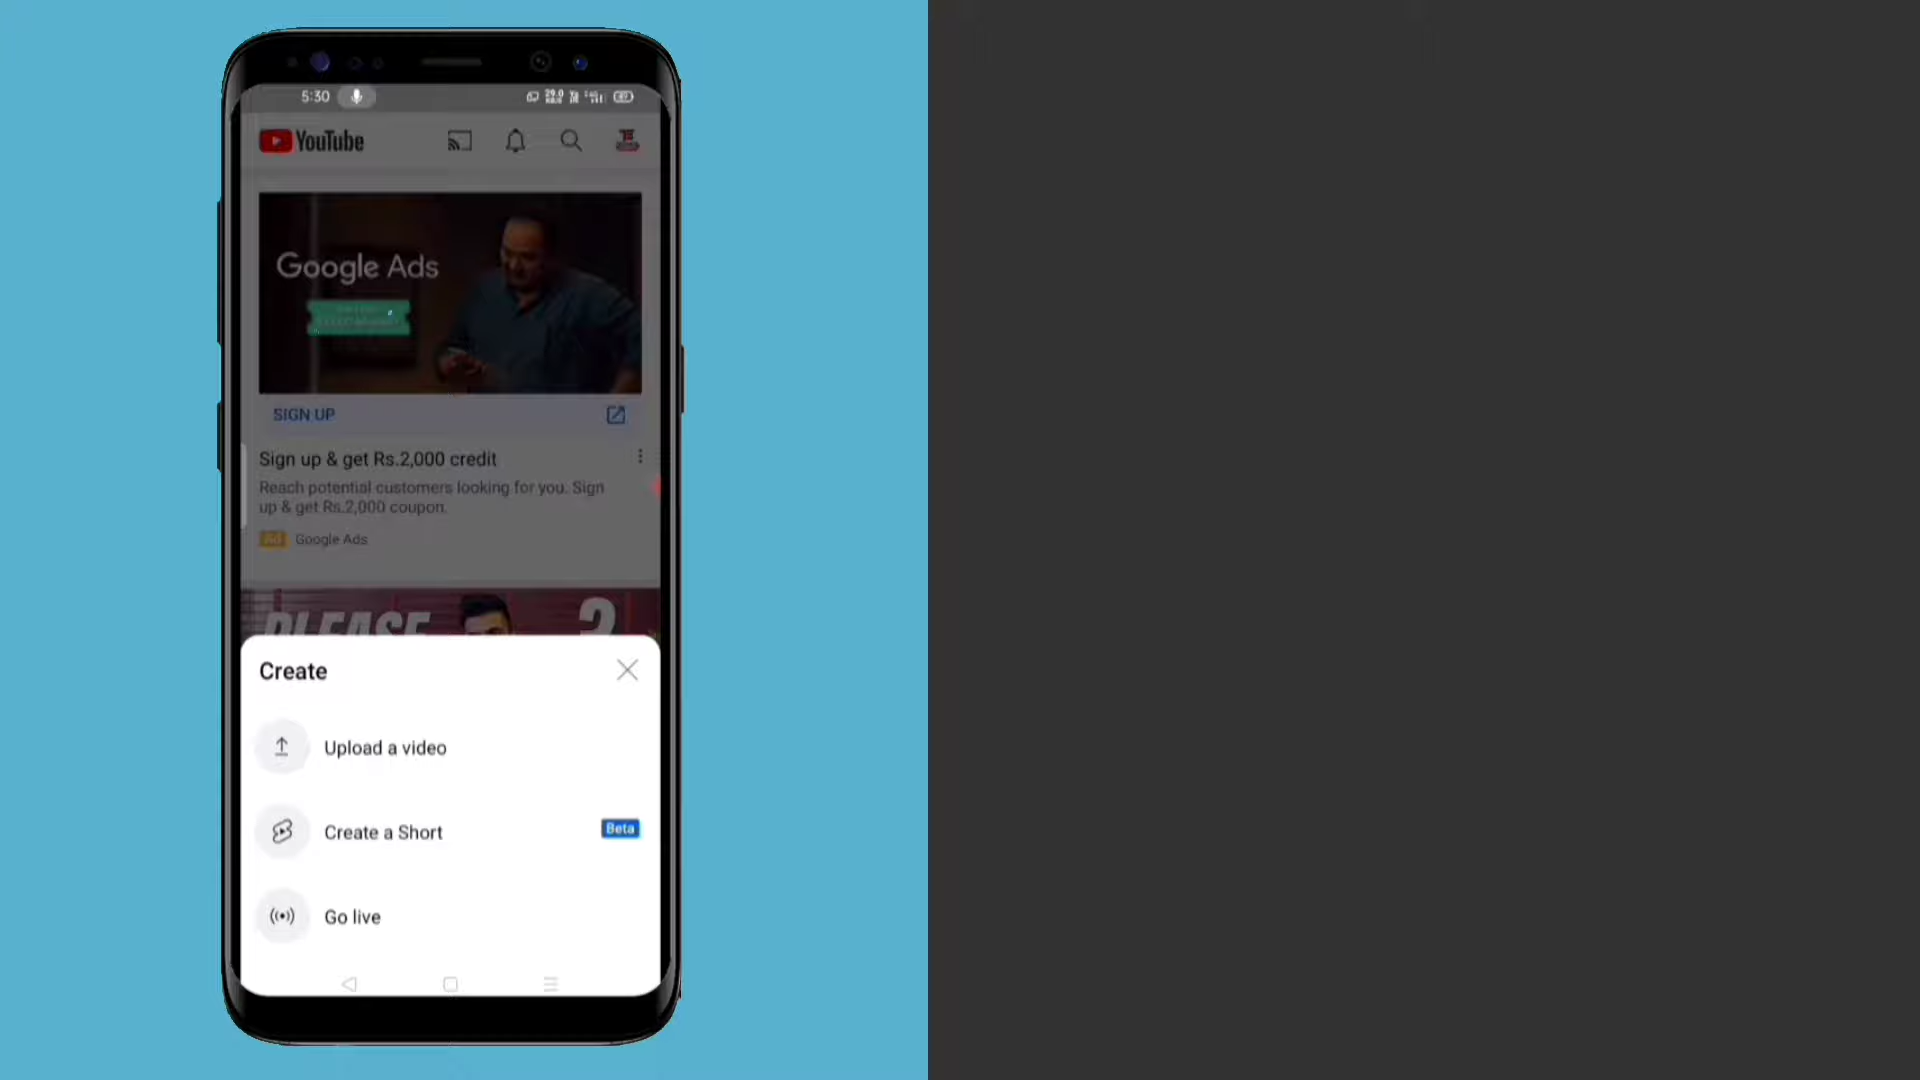 5:30
YouTube
Google Ads
SIGN UP
Sign up & get Rs.2,000 credit
Reach potential customers looking for you. Sign
up & get Rs.2,000 coupon.
Ad Google Ads
PLEASE 2
Create
Upload a video
Create a Short Beta
Go live